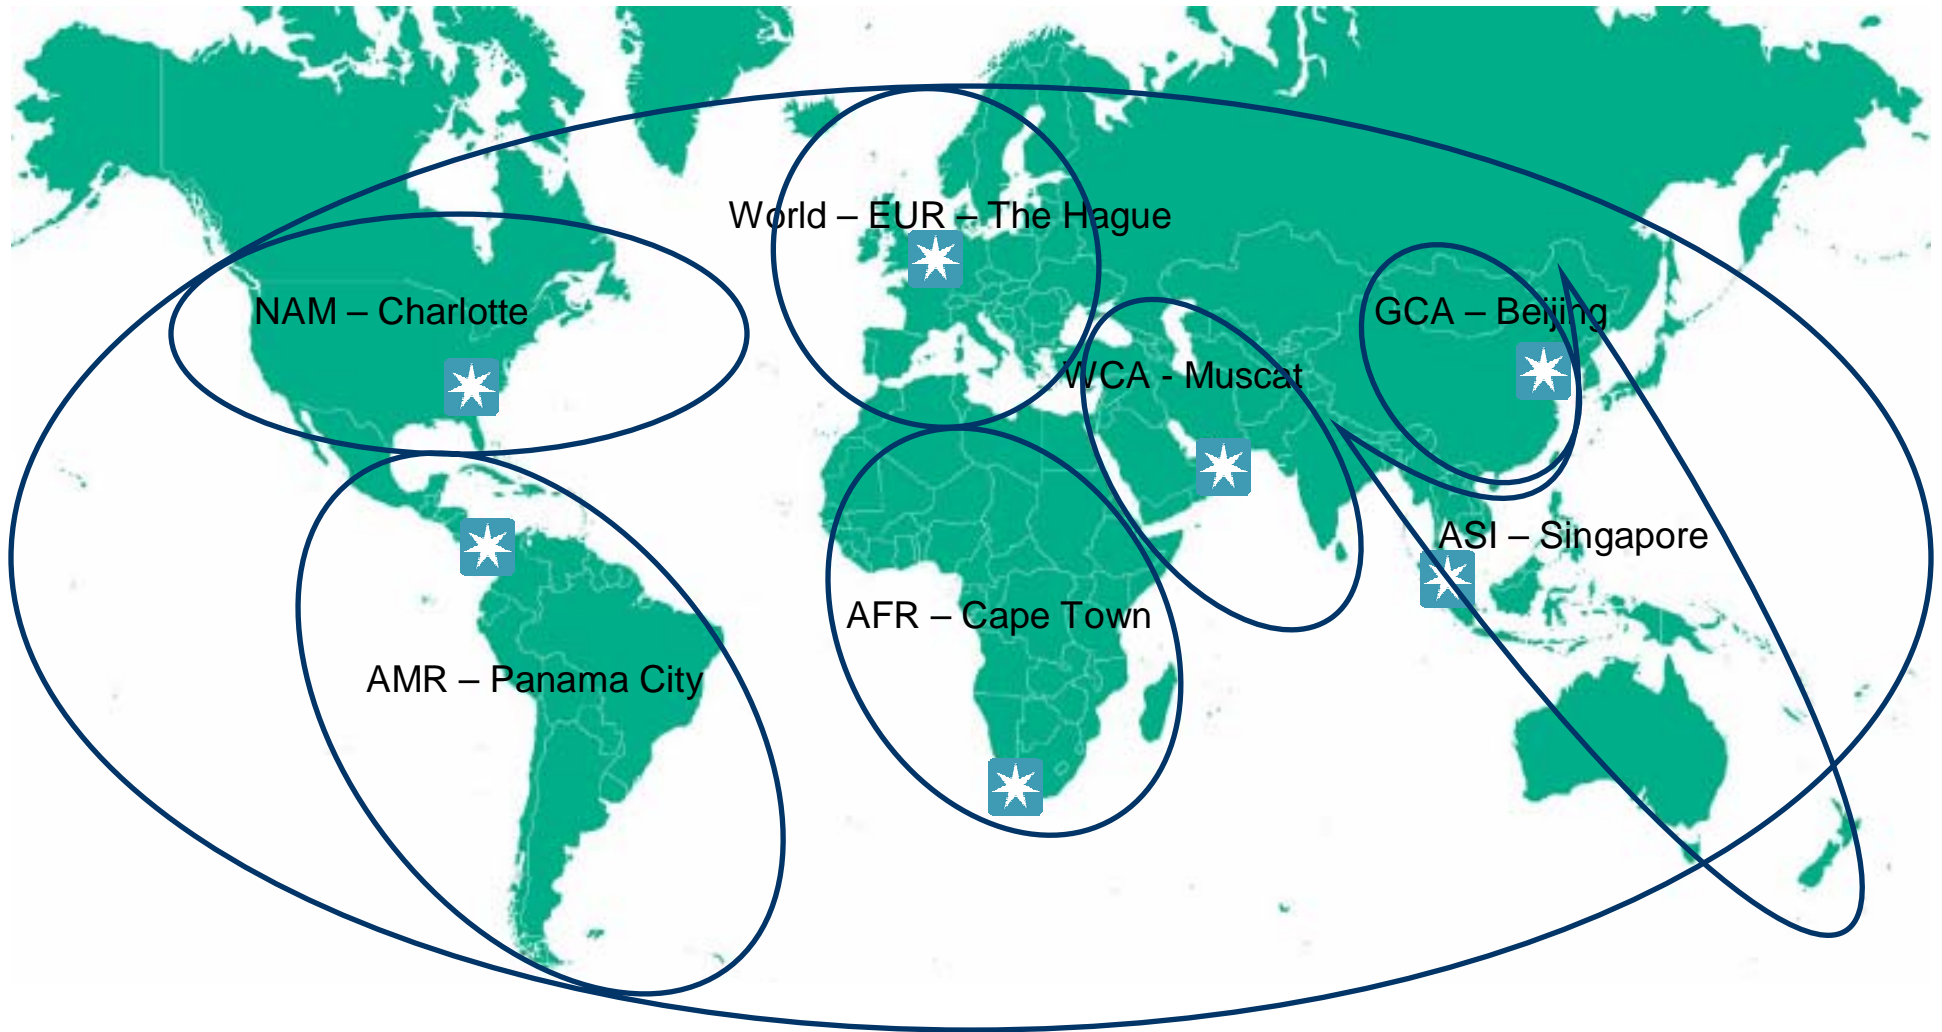 World – EUR – The Hague
NAM – Charlotte
GCA – Beijing
WCA - Muscat
ASI – Singapore
AFR – Cape Town
AMR – Panama City